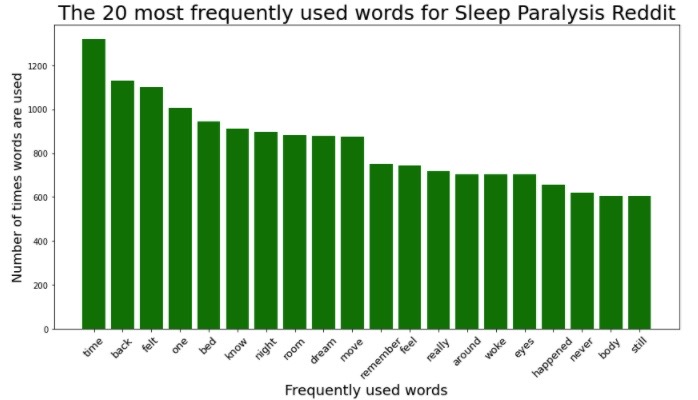 The 20 most frequently used words for Sleep Paralysis Reddit
Number of times words are used
1200
1000
800
600
400
200
0
time
back
felt
one
bed
know
night
room
dream
move
remember
feel
really
around
woke
eyes
happened
never
body
still
Frequently used words